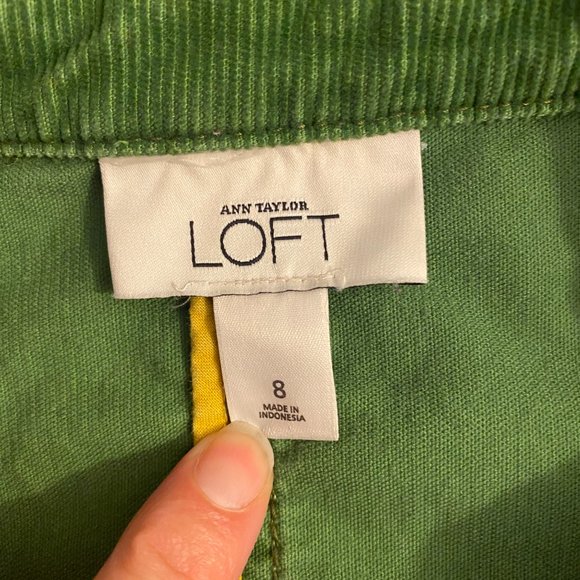 ANN TAYLOR
LOFT
8
MADE IN
INDONESIA